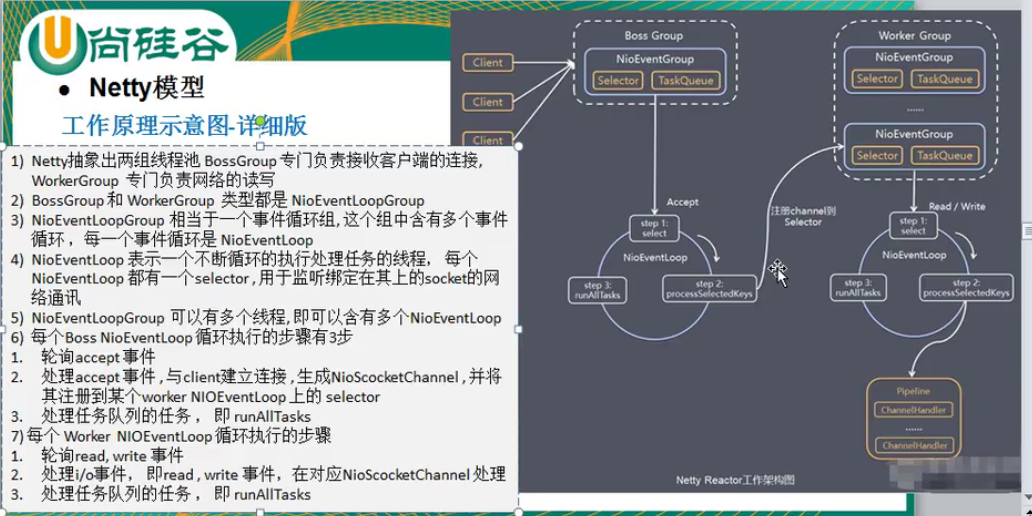 尚硅谷
● Netty模型
工作原理示意图-详细版
1) Netty抽象出两组线程池 BossGroup 专门负责接收客户端的连接,
WorkerGroup 专门负责网络的读写
2) BossGroup 和 WorkerGroup 类型都是 NioEventLoopGroup
3) NioEventLoopGroup 相当于一个事件循环组, 这个组中含有多个事件
循环 ，每一个事件循环是 NioEventLoop
4) NioEventLoop 表示一个不断循环的执行处理任务的线程， 每个
NioEventLoop 都有一个selector , 用于监听绑定在其上的socket的网
络通讯
5) NioEventLoopGroup 可以有多个线程, 即可以含有多个NioEventLoop
6) 每个Boss NioEventLoop 循环执行的步骤有3步
1. 轮询accept 事件
2. 处理accept 事件 , 与client建立连接 , 生成NioScocketChannel , 并将
其注册到某个worker NIOEventLoop 上的 selector
3. 处理任务队列的任务 ， 即 runAllTasks
7) 每个 Worker NIOEventLoop 循环执行的步骤
1. 轮询read, write 事件
2. 处理i/o事件， 即read , write 事件，在对应NioScocketChannel 处理
3. 处理任务队列的任务 ， 即 runAllTasks
Client
Client
Client
Boss Group
NioEventGroup
Selector
TaskQueue
Accept
step 1:
select
NioEventLoop
step 2:
processSelectedKeys
step 3:
runAllTasks
注册channel到
Selector
Worker Group
NioEventGroup
Selector
TaskQueue
......
NioEventGroup
Selector
TaskQueue
Read / Write
step 1:
select
NioEventLoop
step 2:
processSelectedKeys
step 3:
runAllTasks
Pipeline
ChannelHandler
......
ChannelHandler
Netty Reactor工作架构图